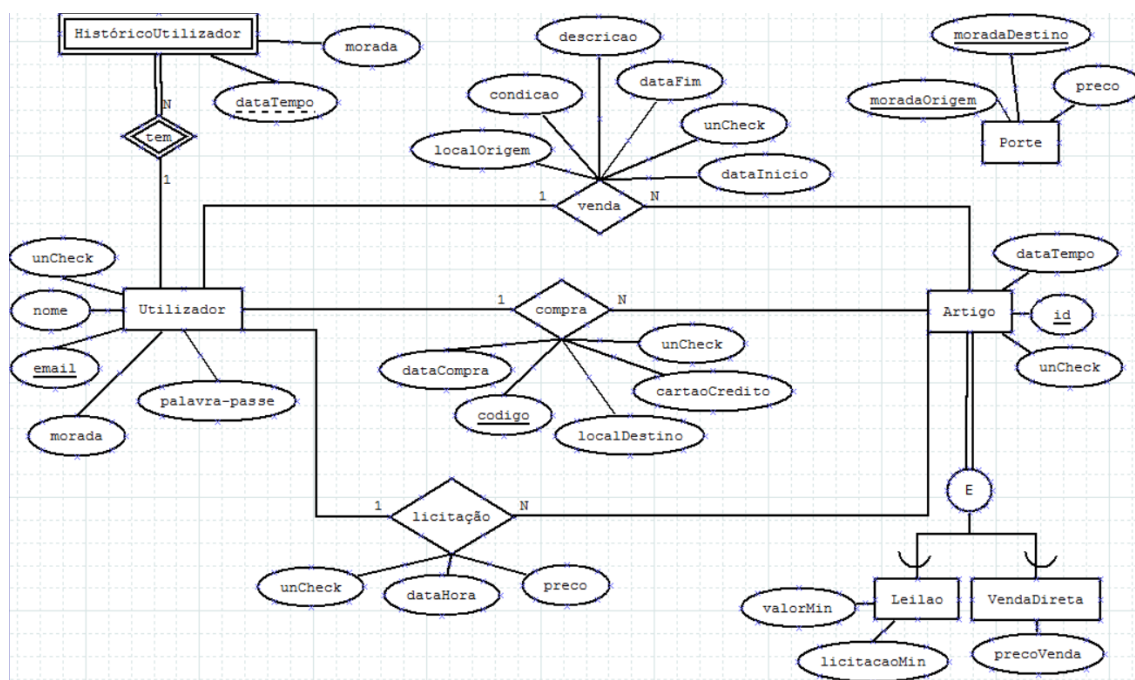 HistóricoUtilizador
morada
dataTempo
N
tem
1
descricao
condicao
dataFim
localOrigem
unCheck
dataInicio
1
venda
N
moradaDestino
moradaOrigem
preco
Porte
unCheck
nome
Utilizador
email
morada
palavra-passe
1
compra
N
dataCompra
unCheck
codigo
cartaoCredito
localDestino
dataTempo
Artigo
id
unCheck
1
licitação
N
unCheck
dataHora
preco
E
valorMin
Leilao
VendaDireta
licitacaoMin
precoVenda